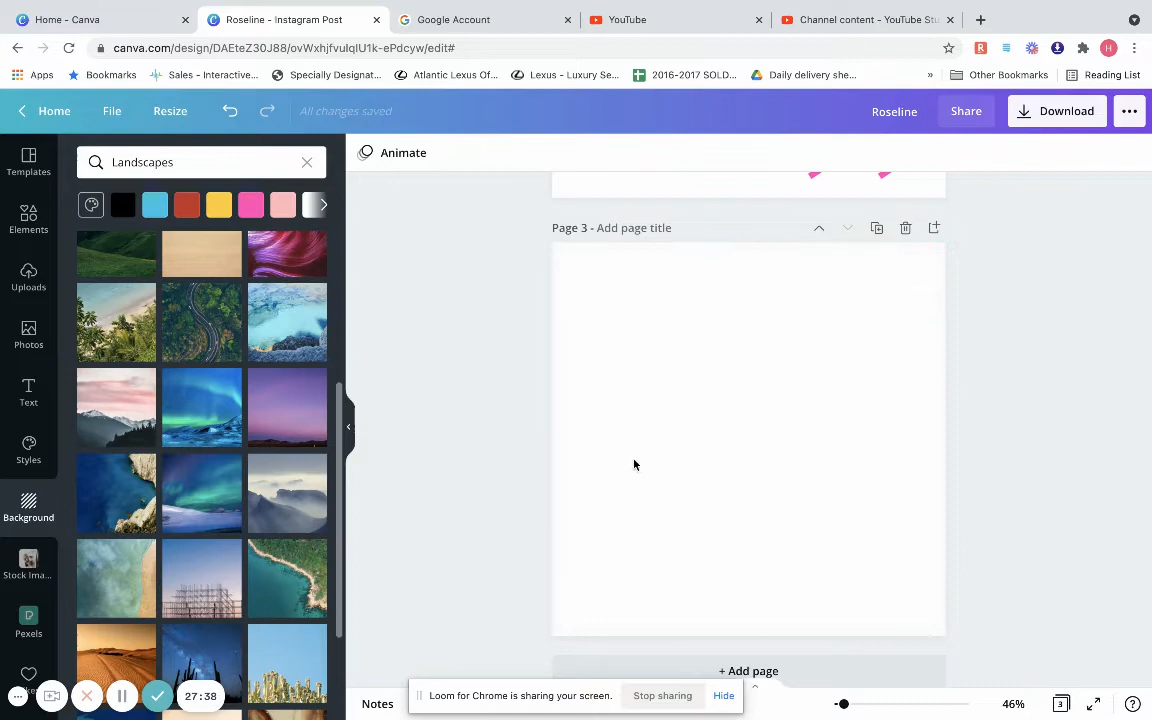 Home - Canva
Roseline - Instagram Post
Google Account
YouTube
Channel content - YouTube Stu
canva.com/design/DAEteZ30J88/ovWxhjfvulqIU1k-ePdcyw/edit#
R
H
Apps
Bookmarks
Sales - Interactive...
Specially Designat...
Atlantic Lexus Of...
Lexus - Luxury Se...
2016-2017 SOLD...
Daily delivery she...
»
Other Bookmarks
Reading List
Home
File
Resize
All changes saved
Roseline
Share
Download
Templates
Elements
Uploads
Photos
Text
Styles
Background
Stock Ima...
Pexels
Landscapes
Animate
Page 3 - Add page title
+ Add page
27:38
Loom for Chrome is sharing your screen.
Stop sharing
Hide
Notes
46%
3